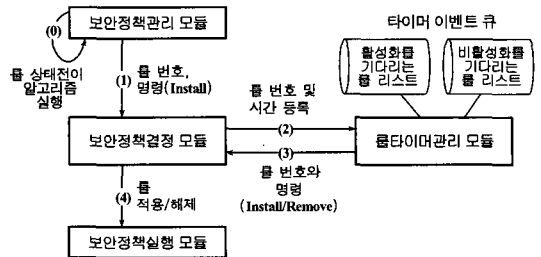 (0)
보안정책관리 모듈
타이머 이벤트 큐
룰 상태전이
알고리즘
실행
활성화를
기다리는
룰 리스트
비활성화를
기다리는
룰 리스트
(1)
룰 번호,
명령(Install)
룰 번호 및
시간 등록
보안정책결정 모듈
(2)
룰타이머관리 모듈
(3)
룰 번호와
명령
(Install/Remove)
(4)
룰
적용/해제
보안정책실행 모듈